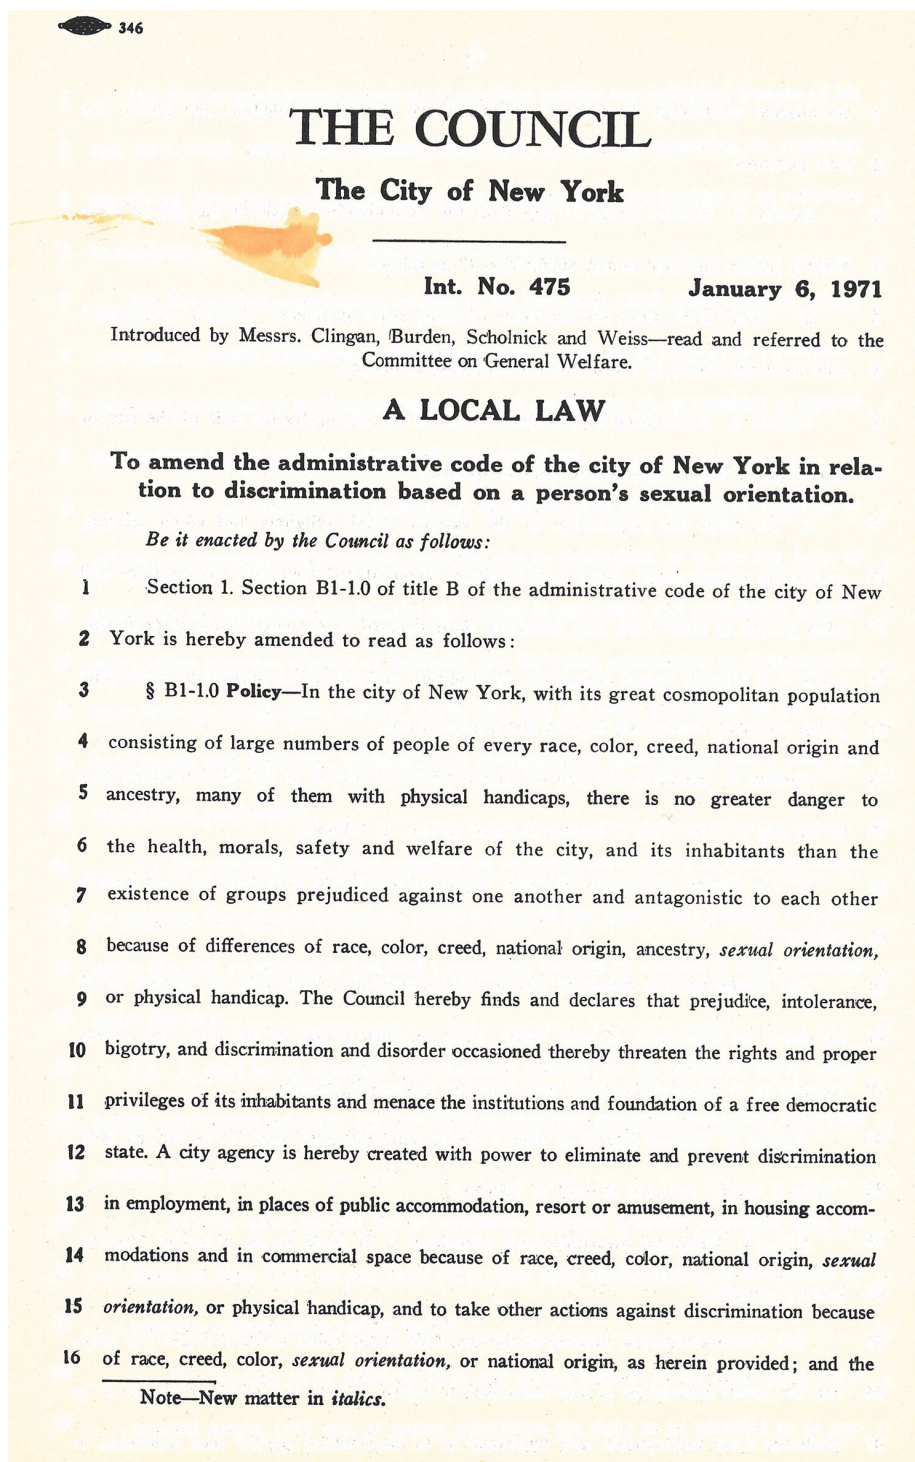 346
THE COUNCIL
The City of New York
Int. No. 475 January 6, 1971
Introduced by Messrs. Clingan, Burden, Scholnick and Weiss—read and referred to the
Committee on General Welfare.
A LOCAL LAW
To amend the administrative code of the city of New York in rela-
tion to discrimination based on a person's sexual orientation.
Be it enacted by the Council as follows:
1 Section 1. Section B1-1.0 of title B of the administrative code of the city of New
2 York is hereby amended to read as follows:
3 § B1-1.0 Policy—In the city of New York, with its great cosmopolitan population
4 consisting of large numbers of people of every race, color, creed, national origin and
5 ancestry, many of them with physical handicaps, there is no greater danger to
6 the health, morals, safety and welfare of the city, and its inhabitants than the
7 existence of groups prejudiced against one another and antagonistic to each other
8 because of differences of race, color, creed, national origin, ancestry, sexual orientation,
9 or physical handicap. The Council hereby finds and declares that prejudice, intolerance,
10 bigotry, and discrimination and disorder occasioned thereby threaten the rights and proper
11 privileges of its inhabitants and menace the institutions and foundation of a free democratic
12 state. A city agency is hereby created with power to eliminate and prevent discrimination
13 in employment, in places of public accommodation, resort or amusement, in housing accom-
14 modations and in commercial space because of race, creed, color, national origin, sexual
15 orientation, or physical handicap, and to take other actions against discrimination because
16 of race, creed, color, sexual orientation, or national origin, as herein provided; and the
Note—New matter in italics.